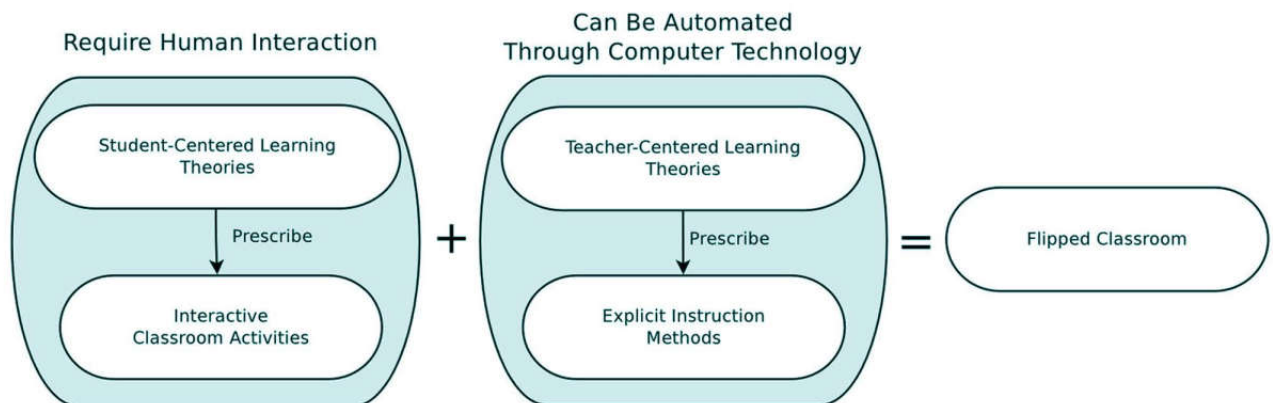 Require Human Interaction
Can Be Automated
Through Computer Technology
Student-Centered Learning
Theories
Prescribe
Interactive
Classroom Activities
+
Teacher-Centered Learning
Theories
Prescribe
Explicit Instruction
Methods
=
Flipped Classroom